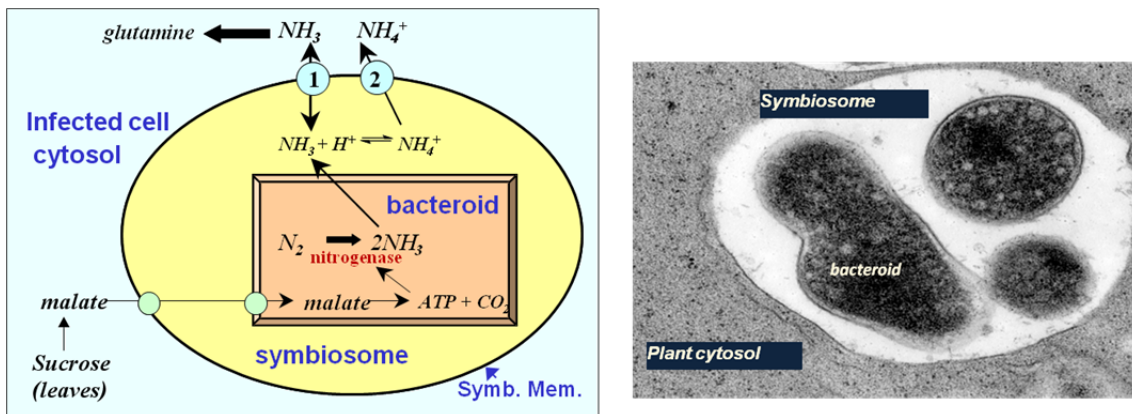 glutamine NH₃ NH₄⁺
1 2
Infected cell
cytosol
NH₃ + H⁺ ⇌ NH₄⁺
bacteroid
N₂ 2NH₃
nitrogenase
malate malate ATP + CO₂
Sucrose
(leaves)
symbiosome
Symb. Mem.
Symbiosome
bacteroid
Plant cytosol